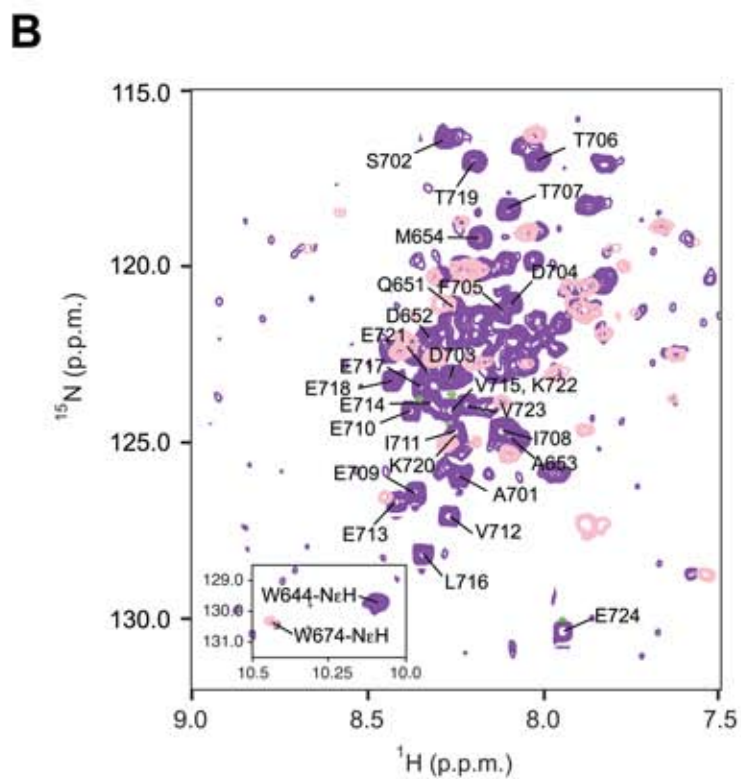 B
115.0
S702
T706
T719
T707
M654
120.0
Q651
F705
D704
D652
E721
D703
E717
V715, K722
E718
E714
V723
E710
I711
I708
125.0
K720
A653
E709
A701
E713
V712
L716
129.0
W644-NεH
130.0
E724
130.0
W674-NεH
131.0
10.5
10.25
10.0
9.0
8.5
8.0
7.5
¹H (p.p.m.)
¹⁵N (p.p.m.)